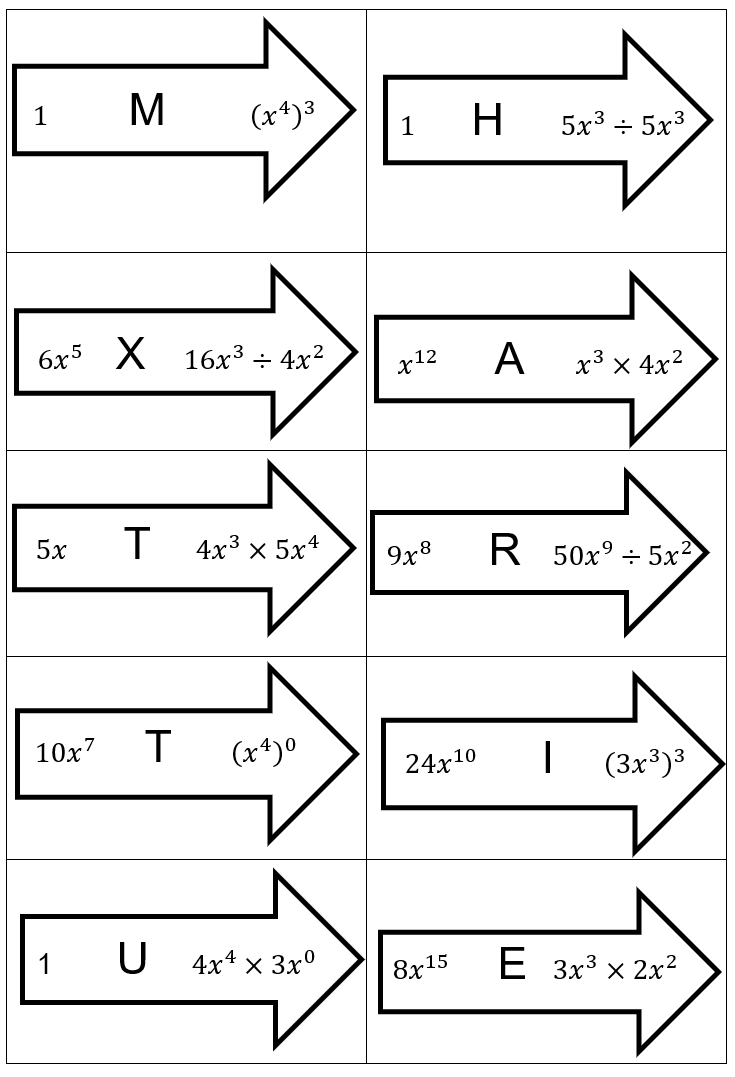 1 M (x⁴)³
1 H 5x³ ÷ 5x³
6x⁵ X 16x³ ÷ 4x²
x¹² A x³ × 4x²
5x T 4x³ × 5x⁴
9x⁸ R 50x⁹ ÷ 5x²
10x⁷ T (x⁴)⁰
24x¹⁰ I (3x³)³
1 U 4x⁴ × 3x⁰
8x¹⁵ E 3x³ × 2x²